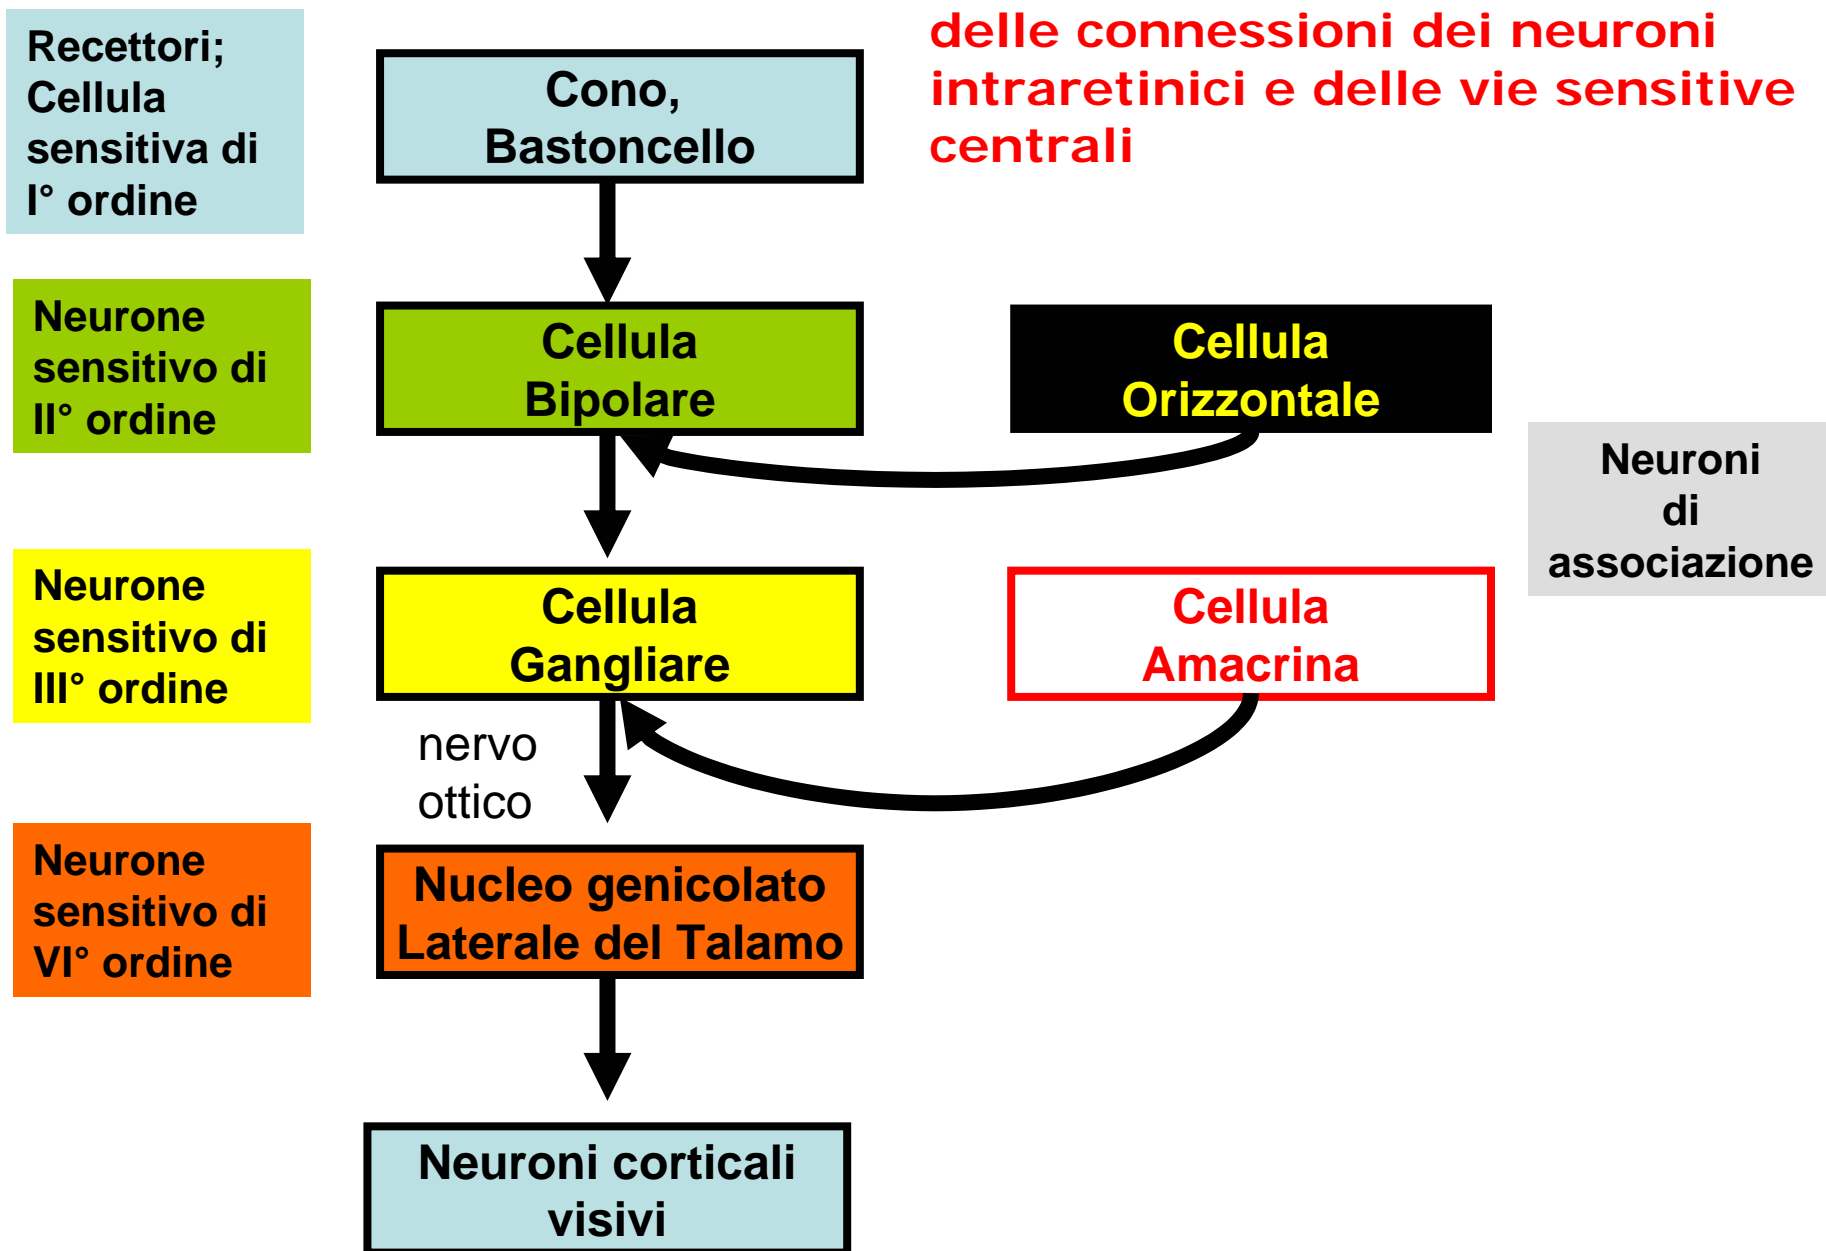 delle connessioni dei neuroni
intraretinici e delle vie sensitive
centrali
Recettori;
Cellula
sensitiva di
I° ordine
Cono,
Bastoncello
Neurone
sensitivo di
II° ordine
Cellula
Bipolare
Cellula
Orizzontale
Neuroni
di
associazione
Neurone
sensitivo di
III° ordine
Cellula
Gangliare
Cellula
Amacrina
nervo
ottico
Neurone
sensitivo di
VI° ordine
Nucleo genicolato
Laterale del Talamo
Neuroni corticali
visivi